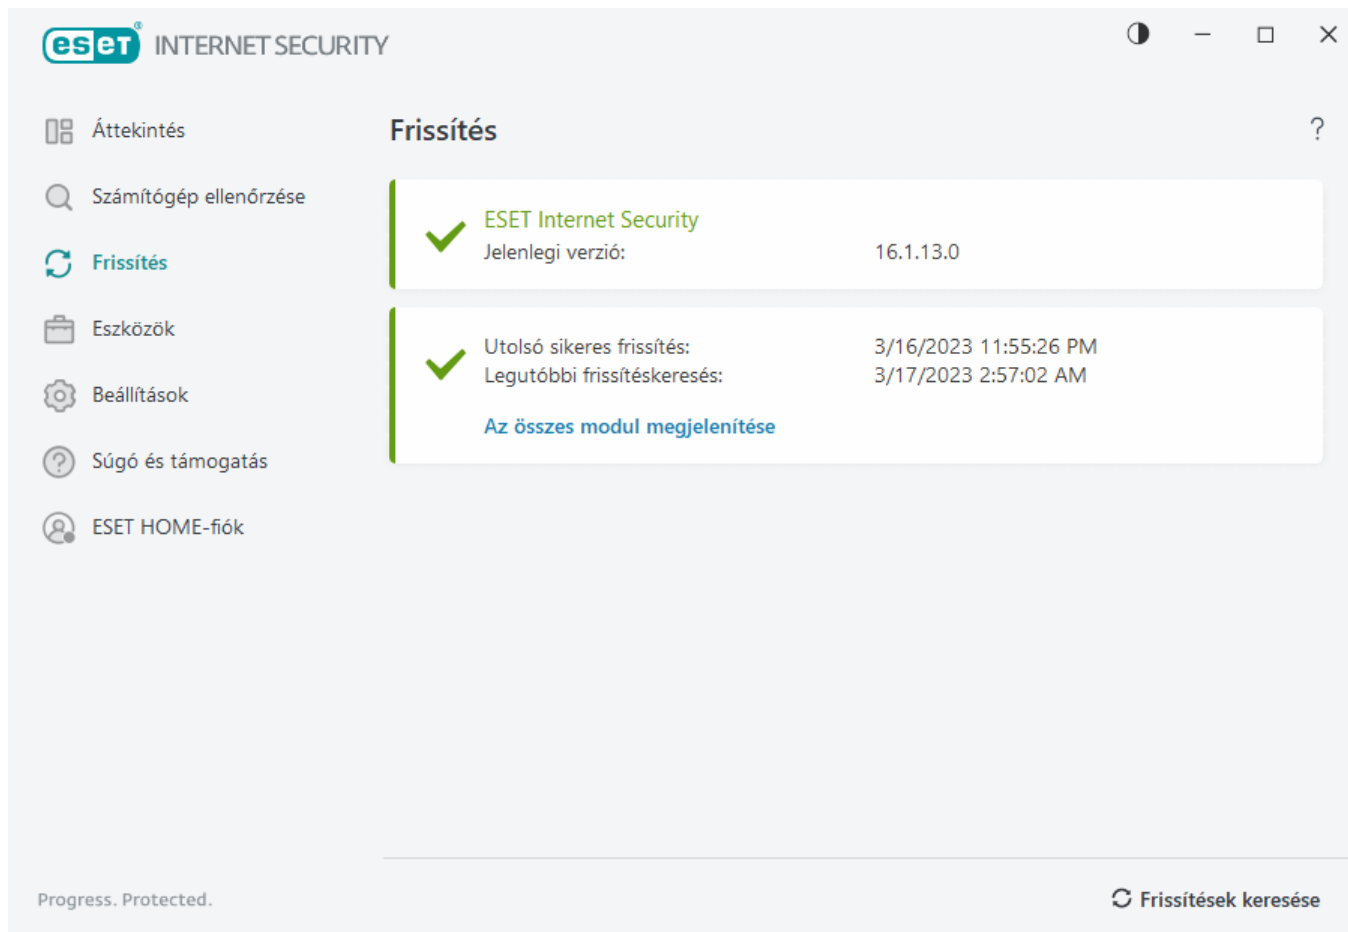 eset® INTERNET SECURITY
Áttekintés
Számítógép ellenőrzése
Frissítés
Eszközök
Beállítások
Súgó és támogatás
ESET HOME-fiók
Frissítés ?
ESET Internet Security
Jelenlegi verzió: 16.1.13.0
Utolsó sikeres frissítés: 3/16/2023 11:55:26 PM
Legutóbbi frissítéskeresés: 3/17/2023 2:57:02 AM
Az összes modul megjelenítése
Progress. Protected.
Frissítések keresése